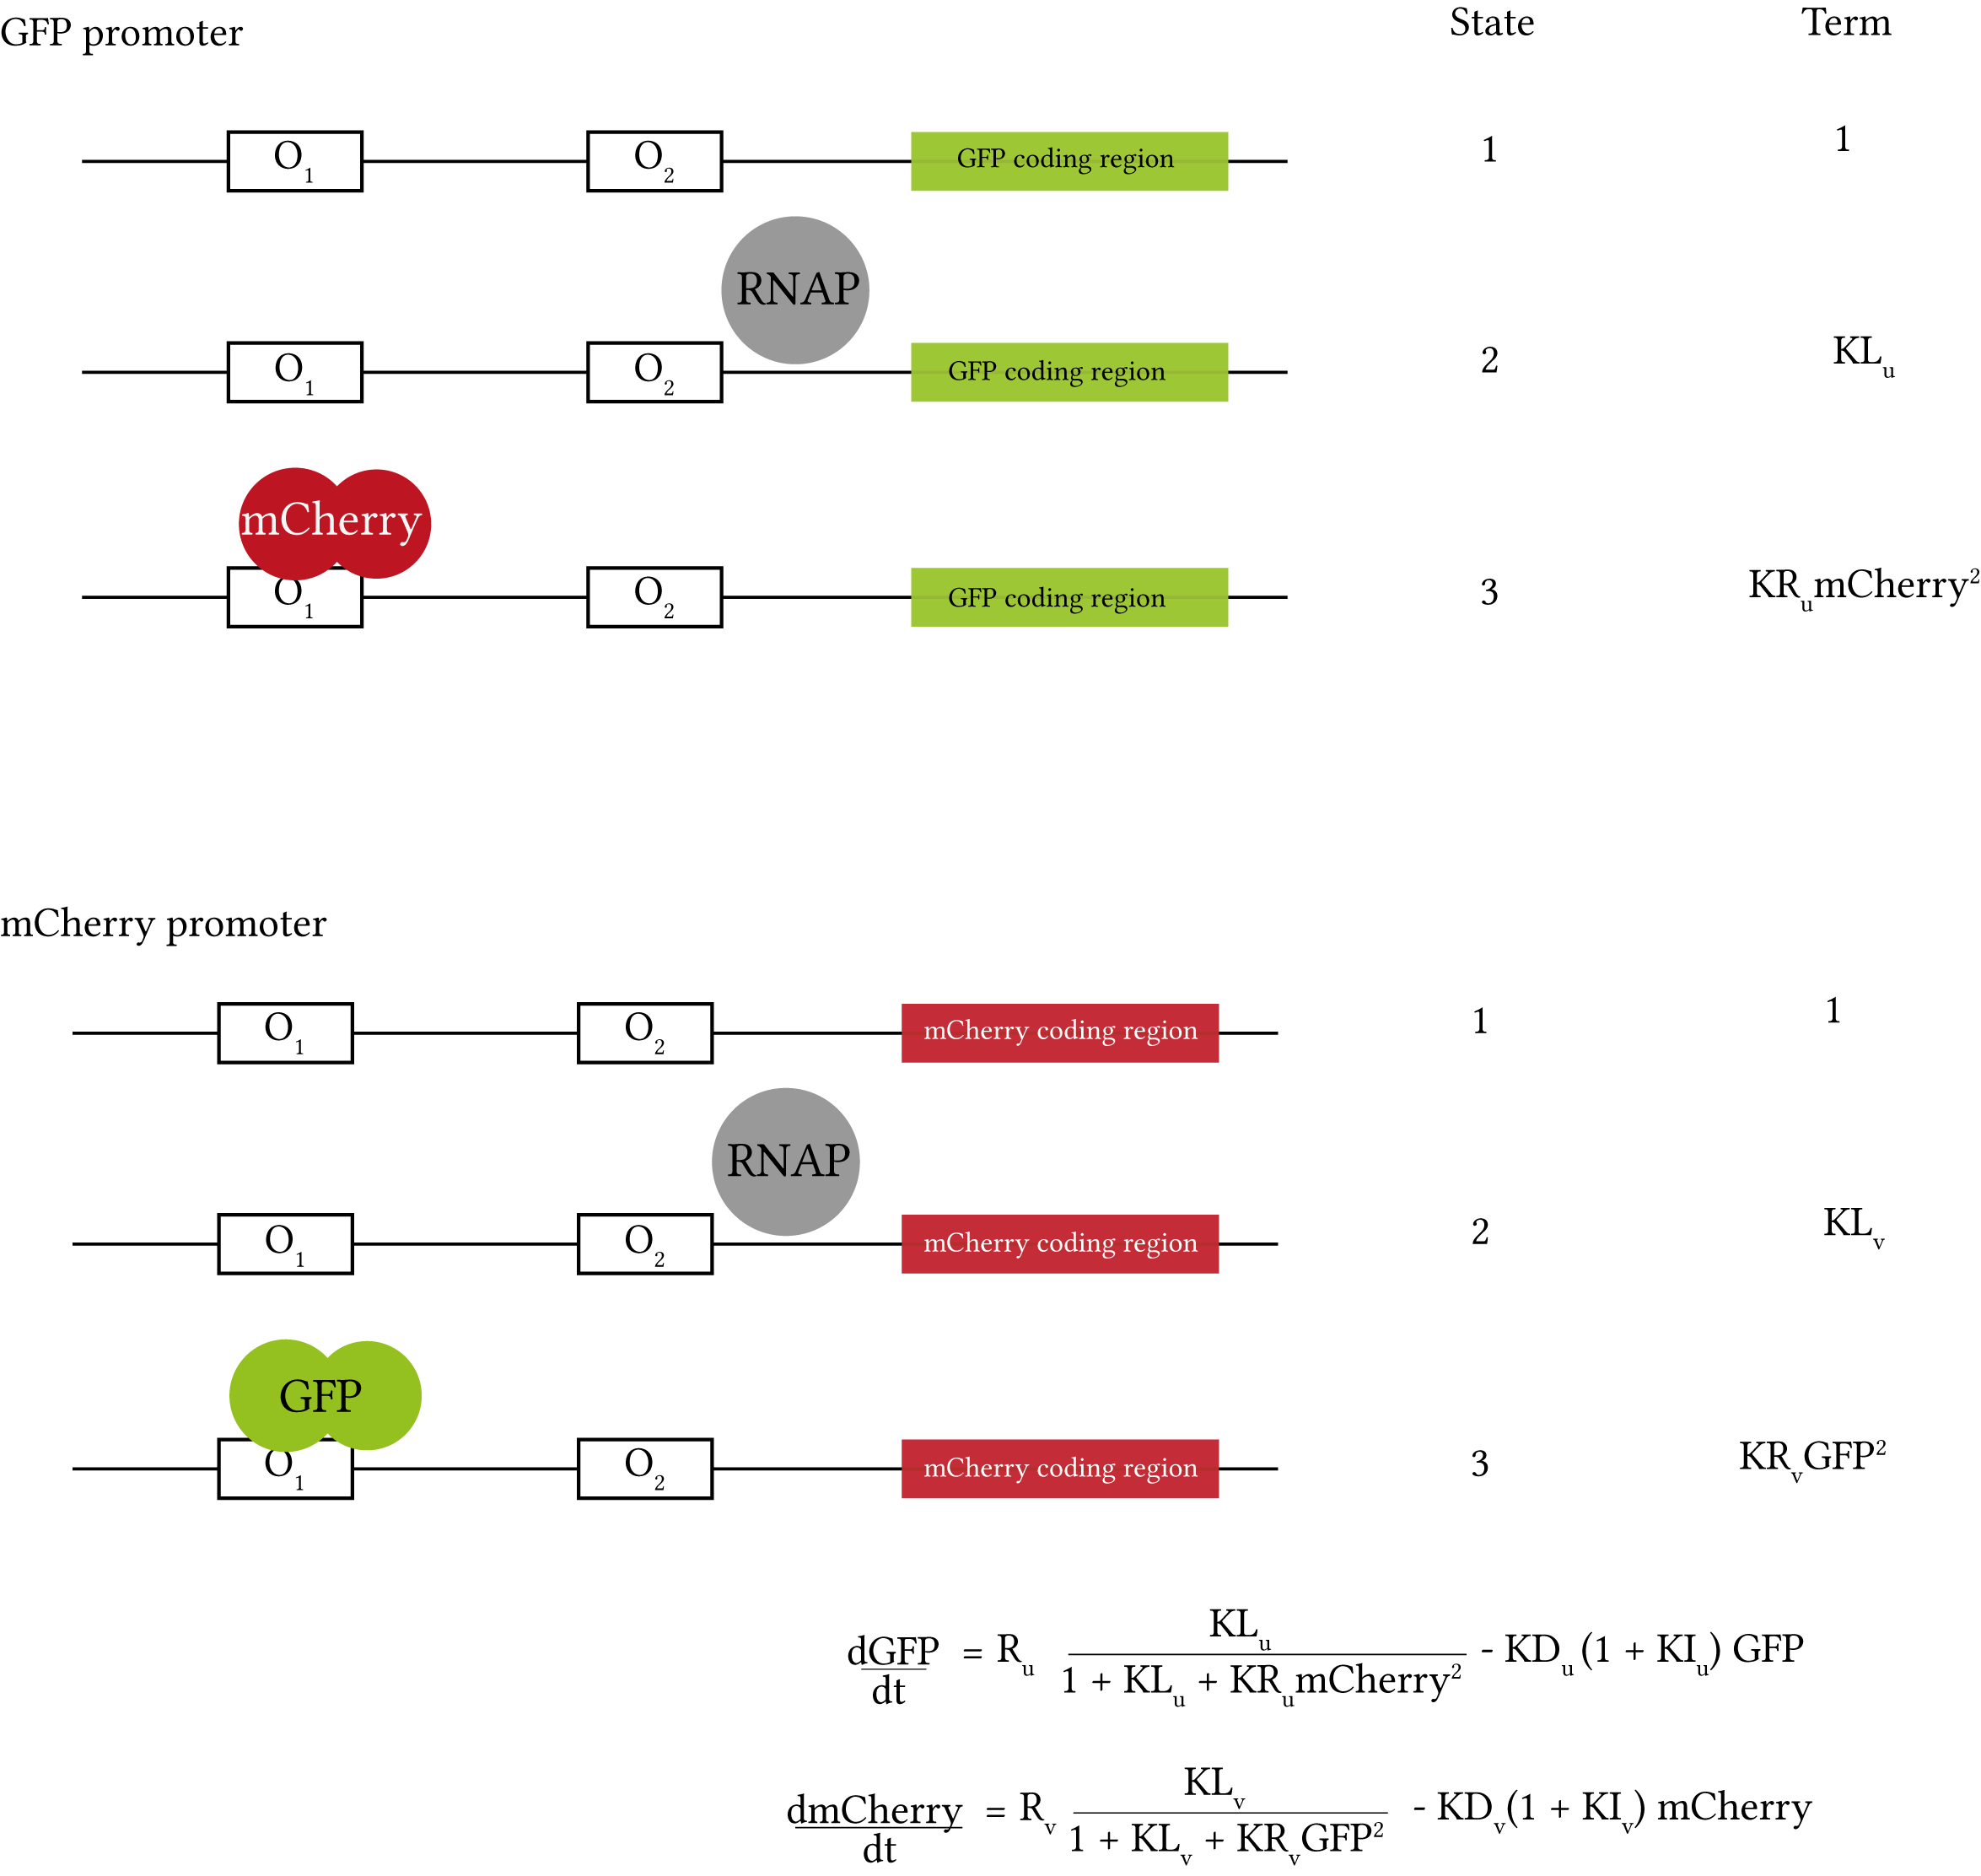 GFP promoter State Term
O1 O2 GFP coding region 1 1
RNAP
O1 O2 GFP coding region 2 KLu
mCherry
O1 O2 GFP coding region 3 KRumCherry²
mCherry promoter
O1 O2 mCherry coding region 1 1
RNAP
O1 O2 mCherry coding region 2 KLv
GFP
O1 O2 mCherry coding region 3 KRvGFP²
dGFP/dt = Ru KLu/(1 + KLu + KRumCherry²) - KDu (1 + KIu) GFP
dmCherry/dt = Rv KLv/(1 + KLv + KRvGFP²) - KDv(1 + KIv) mCherry